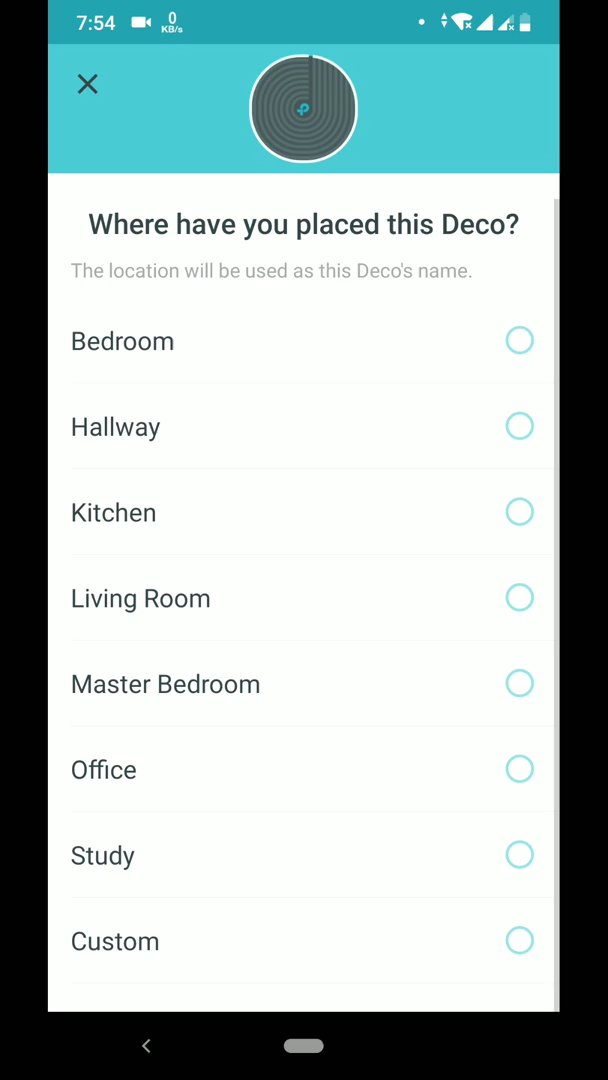 7:54
0
KB/s
Where have you placed this Deco?
The location will be used as this Deco's name.
Bedroom
Hallway
Kitchen
Living Room
Master Bedroom
Office
Study
Custom